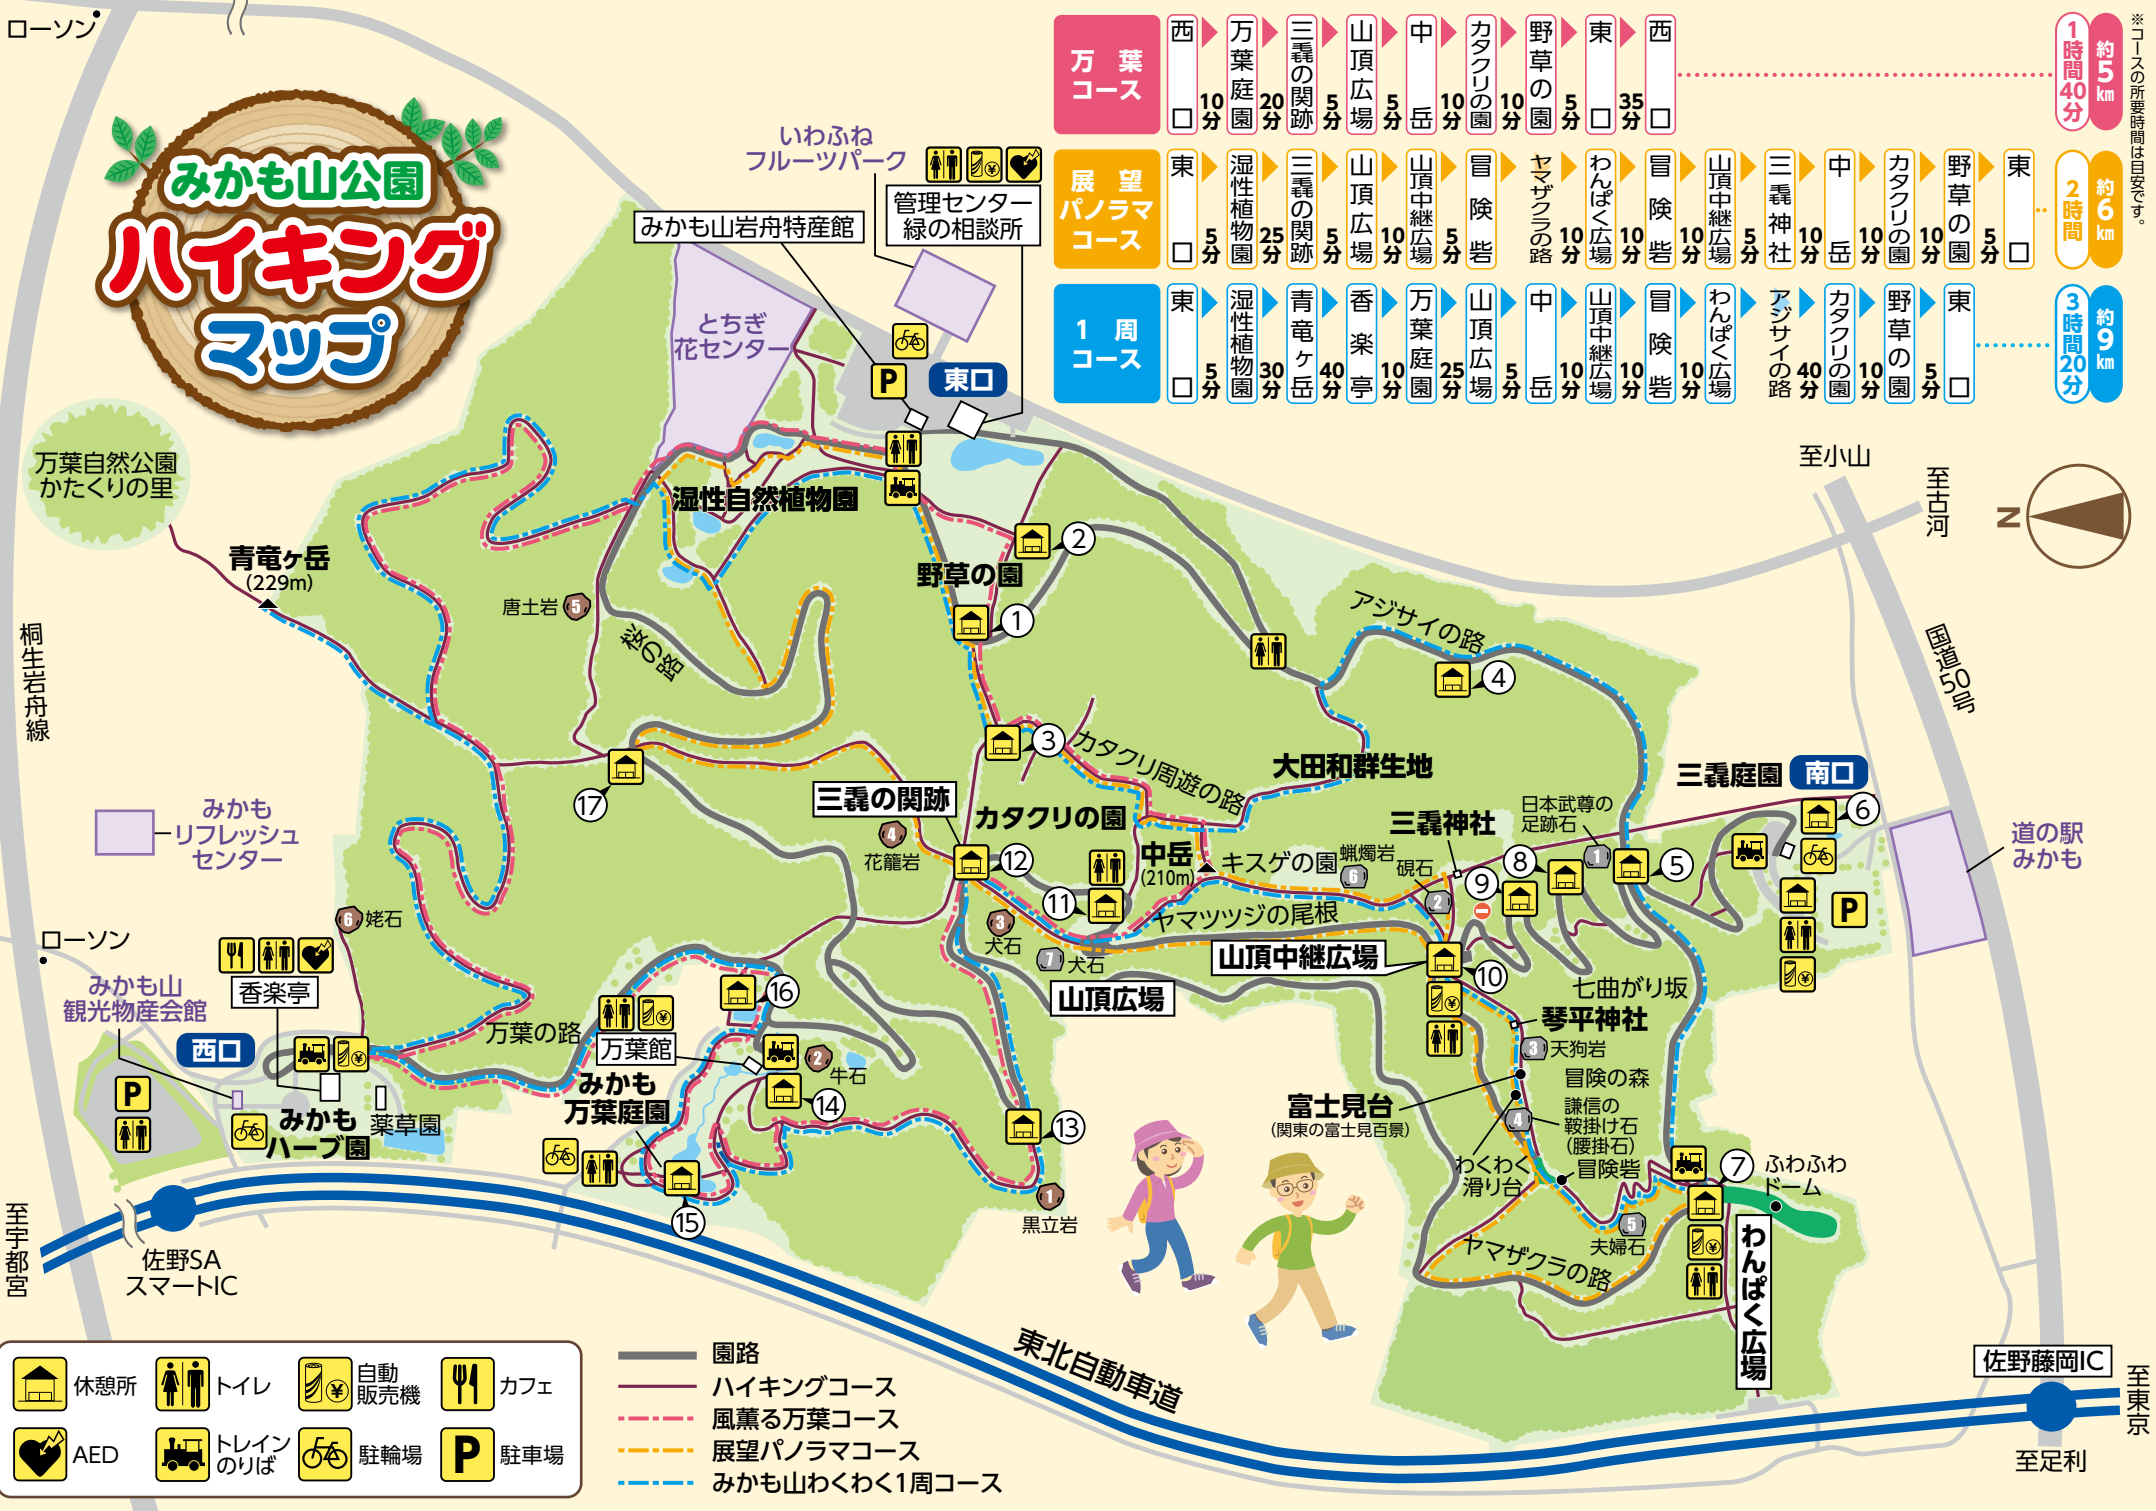 ローソン
みかも山公園
ハイキング
マップ
万葉
コース
西口
10分
万葉庭園
20分
三毳の関跡
5分
山頂広場
5分
中岳
10分
カタクリの園
10分
野草の園
5分
東口
35分
西口
1時間40分
約5km
※コースの所要時間は目安です。
展望
パノラマ
コース
東口
5分
湿性植物園
25分
三毳の関跡
5分
山頂広場
10分
山頂中継広場
5分
冒険砦
ヤマザクラの路
10分
わんぱく広場
10分
冒険砦
10分
山頂中継広場
5分
三毳神社
10分
中岳
10分
カタクリの園
10分
野草の園
5分
東口
2時間
約6km
1周
コース
東口
5分
湿性植物園
30分
青竜ヶ岳
40分
香楽亭
10分
万葉庭園
25分
山頂広場
5分
中岳
10分
山頂中継広場
10分
冒険砦
10分
わんぱく広場
アジサイの路
40分
カタクリの園
10分
野草の園
5分
東口
3時間20分
約9km
いわふね
フルーツパーク
管理センター
緑の相談所
みかも山岩舟特産館
とちぎ
花センター
P
東口
万葉自然公園
かたくりの里
湿性自然植物園
至小山
至古河
N
青竜ヶ岳
(229m)
唐土岩
5
桜の路
野草の園
2
1
アジサイの路
4
国道50号
桐生岩舟線
3
カタクリ周遊の路
大田和群生地
三毳庭園
南口
17
三毳の関跡
カタクリの園
4
花籠岩
12
中岳
(210m)
キスゲの園
蝋燭岩
6
三毳神社
硯石
2
日本武尊の
足跡石
1
8
9
5
6
P
道の駅
みかも
みかも
リフレッシュ
センター
6
姥石
11
3
犬石
7
犬石
ヤマツツジの尾根
山頂中継広場
10
山頂広場
七曲がり坂
琴平神社
3
天狗岩
冒険の森
富士見台
(関東の富士見百景)
謙信の
鞍掛け石
(腰掛石)
4
わくわく
滑り台
冒険砦
7
ふわふわ
ドーム
5
夫婦石
ヤマザクラの路
わんぱく広場
ローソン
香楽亭
みかも山
観光物産会館
西口
P
万葉の路
16
万葉館
2
牛石
みかも
万葉庭園
14
13
1
黒立岩
15
みかも
ハーブ園
薬草園
至宇都宮
佐野SA
スマートIC
東北自動車道
佐野藤岡IC
至東京
至足利
休憩所
トイレ
自動
販売機
カフェ
AED
トレイン
のりば
駐輪場
P
駐車場
園路
ハイキングコース
風薫る万葉コース
展望パノラマコース
みかも山わくわく1周コース